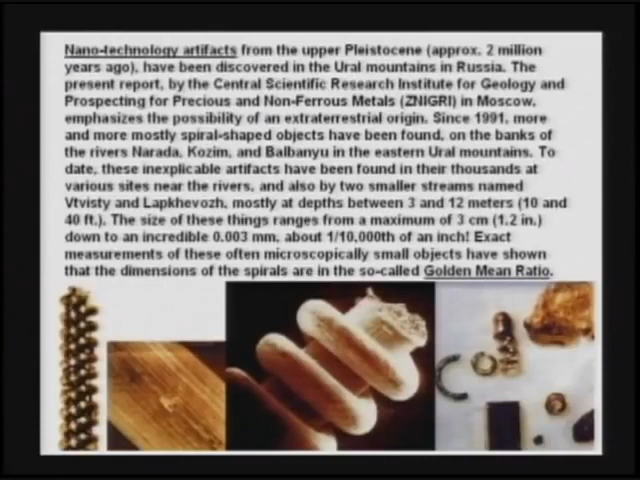 Nano-technology artifacts from the upper Pleistocene (approx. 2 million
years ago), have been discovered in the Ural mountains in Russia. The
present report, by the Central Scientific Research Institute for Geology and
Prospecting for Precious and Non-Ferrous Metals (ZNIGRI) in Moscow,
emphasizes the possibility of an extraterrestrial origin. Since 1991, more
and more mostly spiral-shaped objects have been found, on the banks of
the rivers Narada, Kozim, and Balbanyu in the eastern Ural mountains. To
date, these inexplicable artifacts have been found in their thousands at
various sites near the rivers, and also by two smaller streams named
Vtvisty and Lapkhevozh, mostly at depths between 3 and 12 meters (10 and
40 ft.). The size of these things ranges from a maximum of 3 cm (1.2 in.)
down to an incredible 0.003 mm, about 1/10,000th of an inch! Exact
measurements of these often microscopically small objects have shown
that the dimensions of the spirals are in the so-called Golden Mean Ratio.